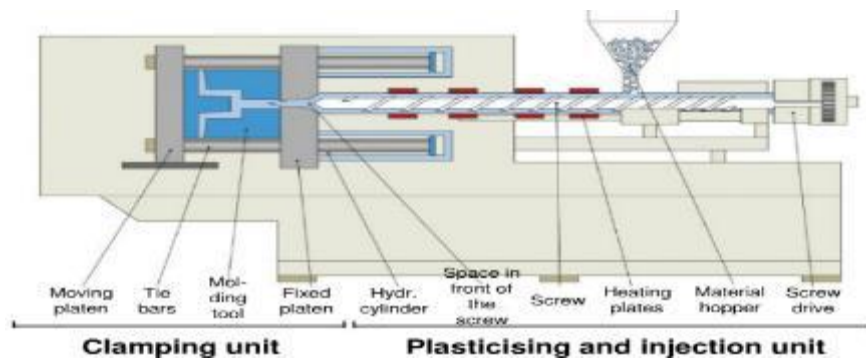 Moving
platen
Tie
bars
Mol-
ding
tool
Fixed
platen
Hydr.
cylinder
Space in
front of
the
screw
Screw
Heating
plates
Material
hopper
Screw
drive
Clamping unit
Plasticising and injection unit